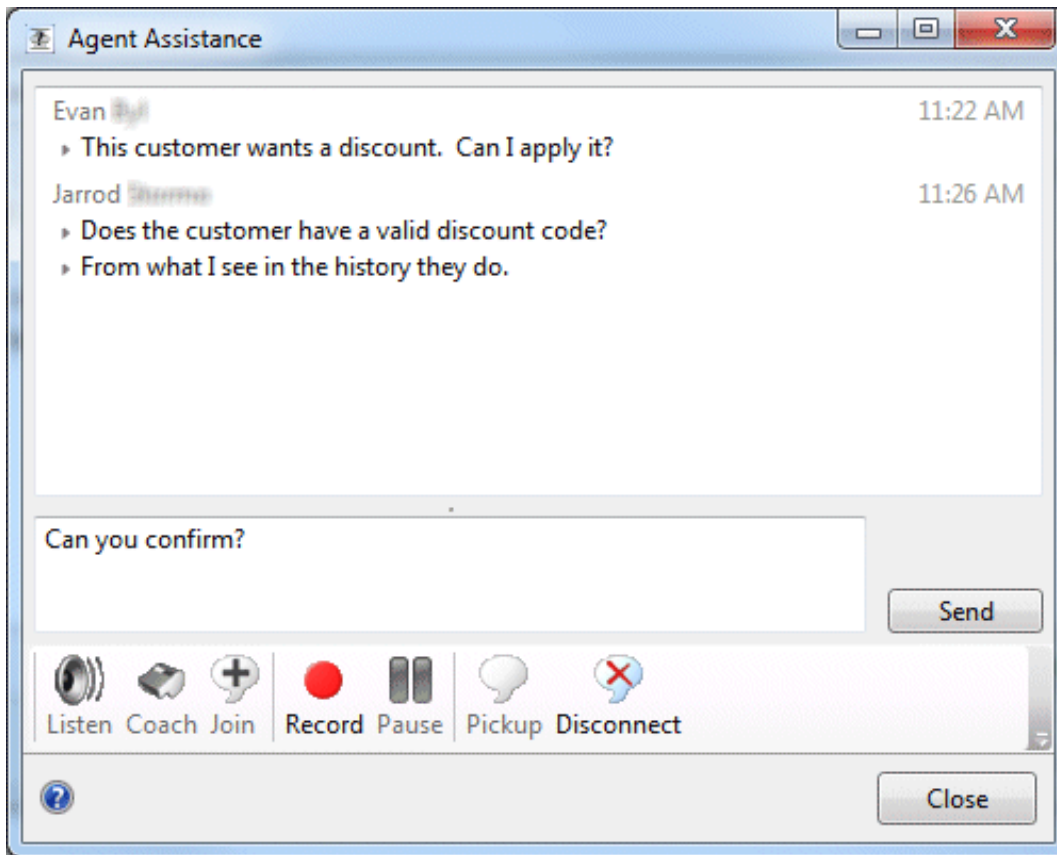 Agent Assistance
Evan 11:22 AM
This customer wants a discount. Can I apply it?
Jarrod 11:26 AM
Does the customer have a valid discount code?
From what I see in the history they do.
Can you confirm?
Send
Listen Coach Join Record Pause Pickup Disconnect
Close